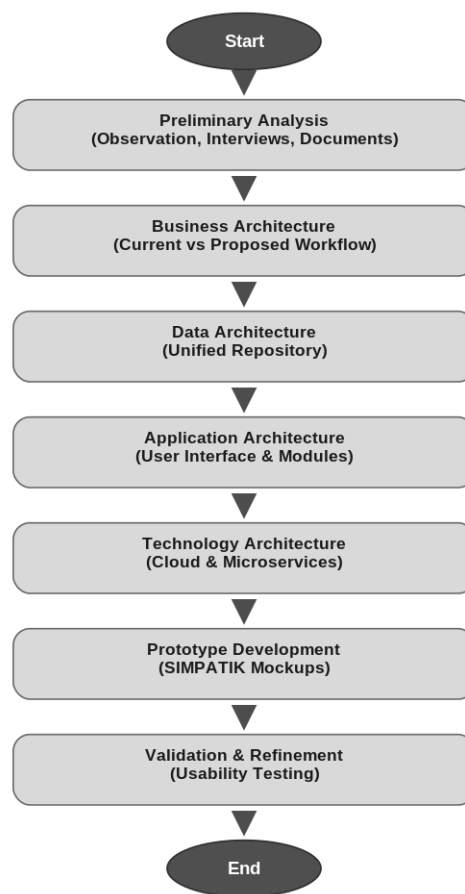 Start
Preliminary Analysis
(Observation, Interviews, Documents)
Business Architecture
(Current vs Proposed Workflow)
Data Architecture
(Unified Repository)
Application Architecture
(User Interface & Modules)
Technology Architecture
(Cloud & Microservices)
Prototype Development
(SIMPATIK Mockups)
Validation & Refinement
(Usability Testing)
End